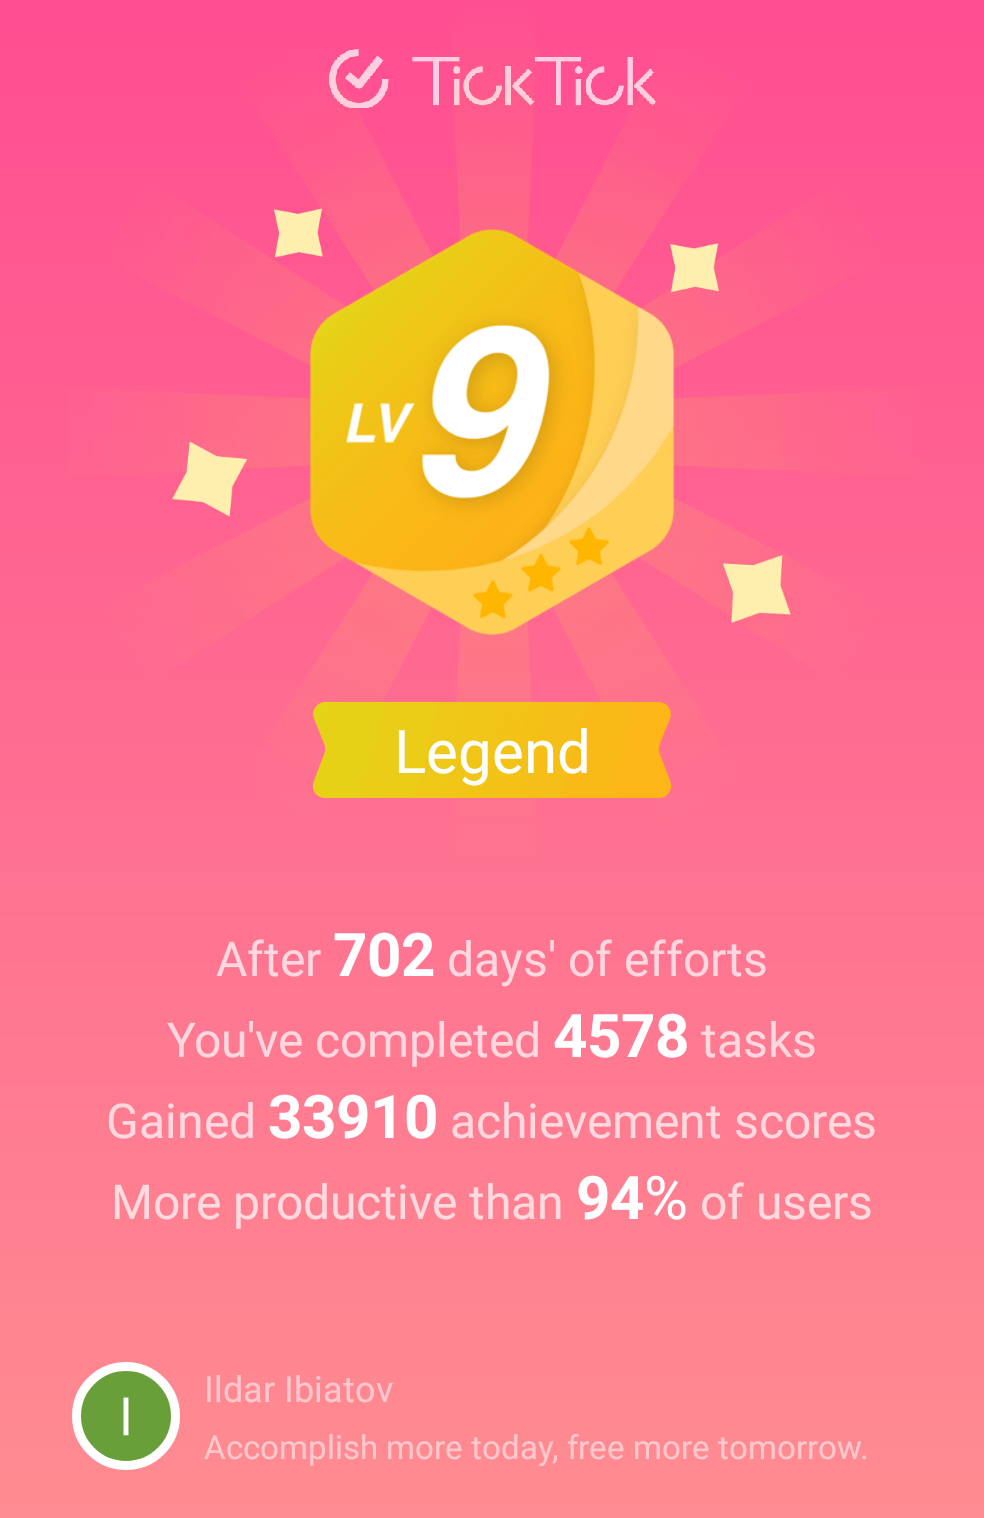 TickTick
LV 9
Legend
After 702 days' of efforts
You've completed 4578 tasks
Gained 33910 achievement scores
More productive than 94% of users
I
Ildar Ibiatov
Accomplish more today, free more tomorrow.